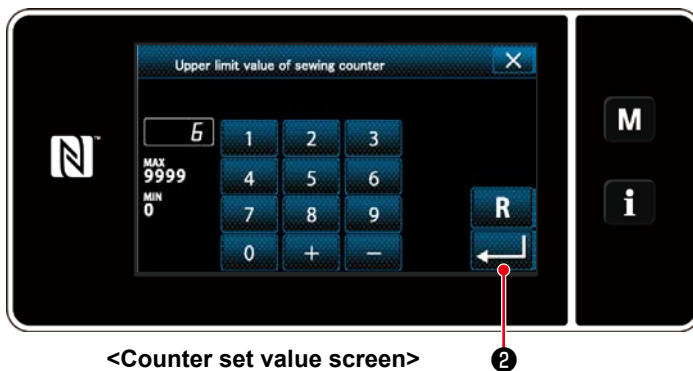 Upper limit value of sewing counter
6
MAX
9999
MIN
0
1 2 3
4 5 6
7 8 9
0 + −
R
M
i
N
<Counter set value screen>
❷